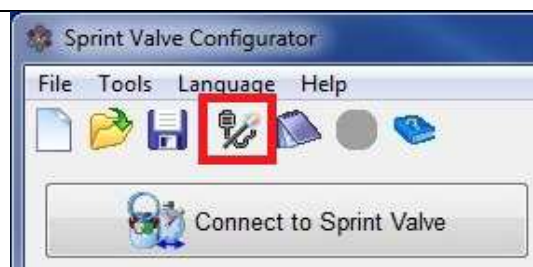 Sprint Valve Configurator
File Tools Language Help
Connect to Sprint Valve